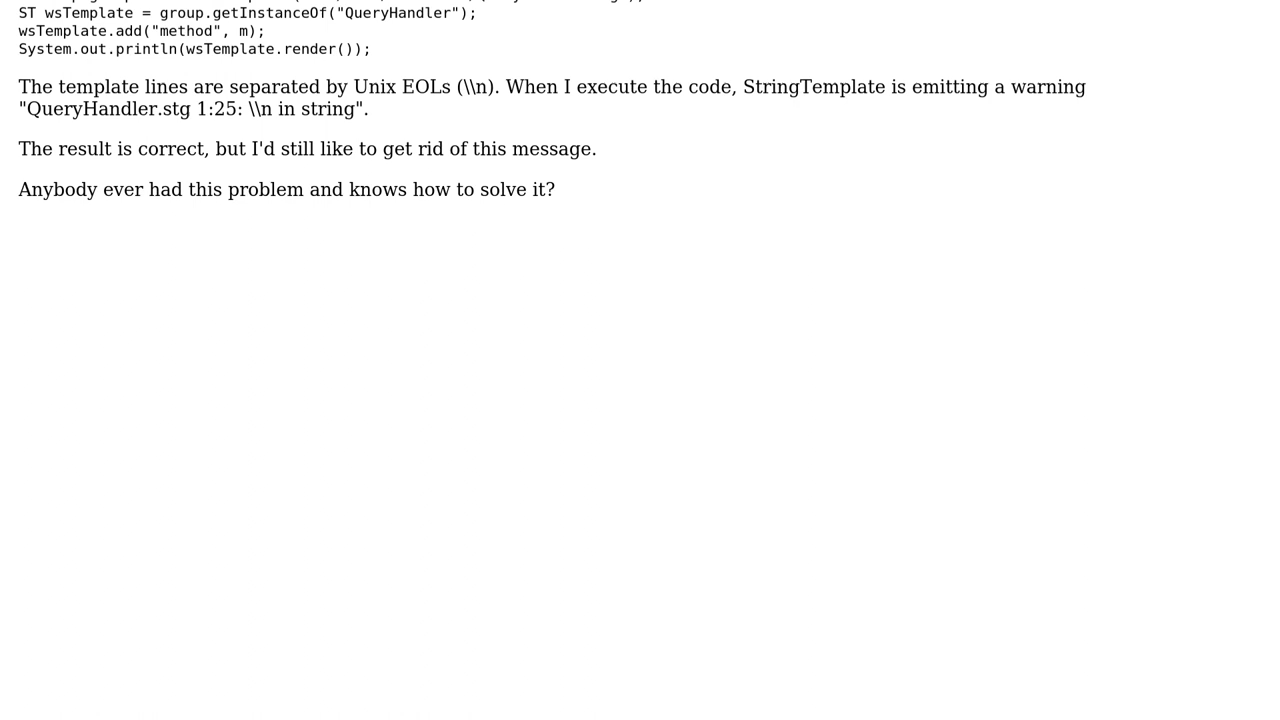 ST wsTemplate = group.getInstanceOf("QueryHandler");
wsTemplate.add("method", m);
System.out.println(wsTemplate.render());
The template lines are separated by Unix EOLs (\\n). When I execute the code, StringTemplate is emitting a warning
"QueryHandler.stg 1:25: \\n in string".
The result is correct, but I'd still like to get rid of this message.
Anybody ever had this problem and knows how to solve it?